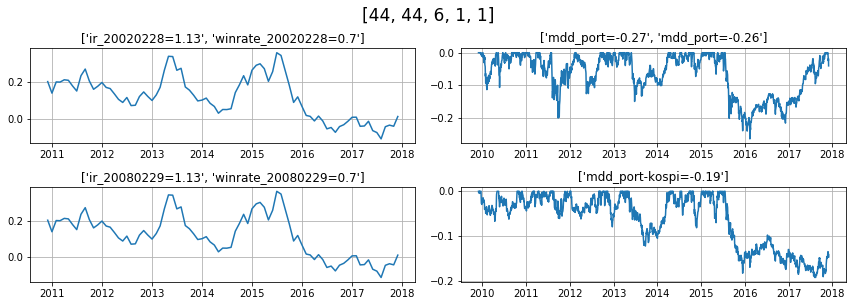 [44, 44, 6, 1, 1]
['ir_20020228=1.13', 'winrate_20020228=0.7']
0.2
0.0
2011 2012 2013 2014 2015 2016 2017 2018
['mdd_port=-0.27', 'mdd_port=-0.26']
0.0
−0.1
−0.2
2010 2011 2012 2013 2014 2015 2016 2017 2018
['ir_20080229=1.13', 'winrate_20080229=0.7']
0.2
0.0
2011 2012 2013 2014 2015 2016 2017 2018
['mdd_port-kospi=-0.19']
0.0
−0.1
−0.2
2010 2011 2012 2013 2014 2015 2016 2017 2018